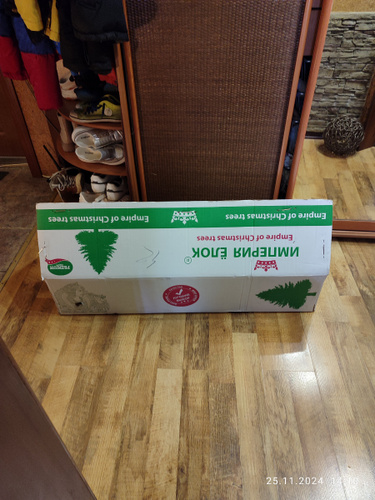 Empire of Christmas trees
Empire of Christmas trees
Empire of Christmas trees
ИМПЕРИЯ ЁЛОК
25.11.2024